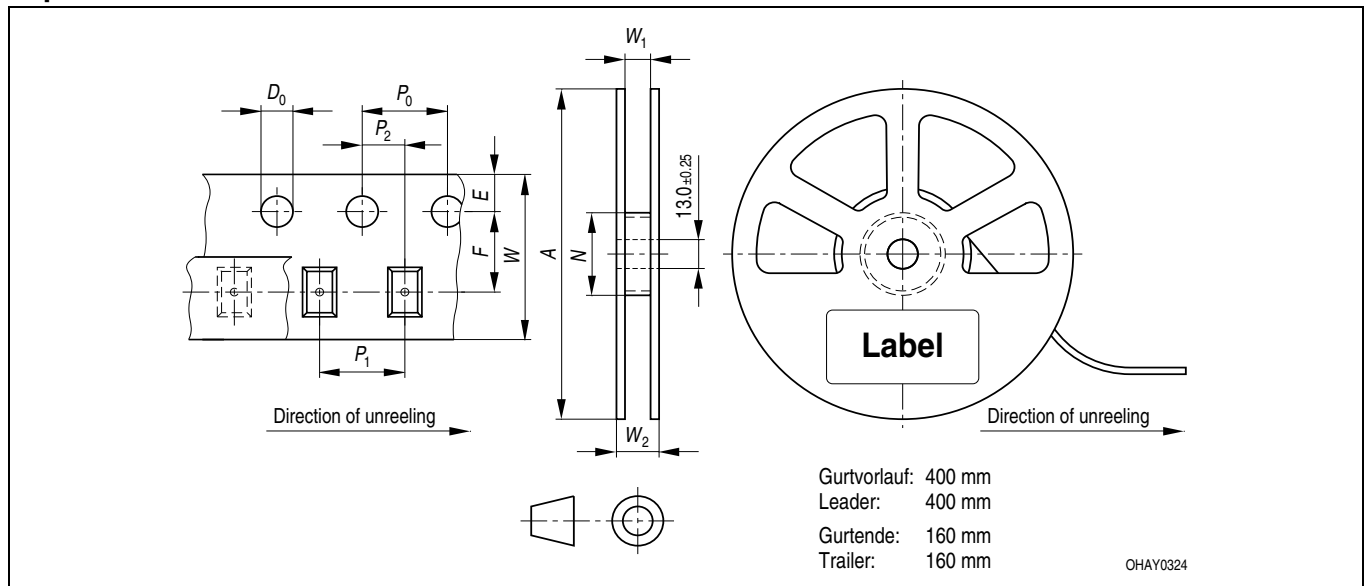 W1
D0
P0
P2
E
F
W
A
N
13.0±0.25
P1
Label
Direction of unreeling
W2
Direction of unreeling
Gurtvorlauf: 400 mm
Leader: 400 mm
Gurtende: 160 mm
Trailer: 160 mm
OHAY0324